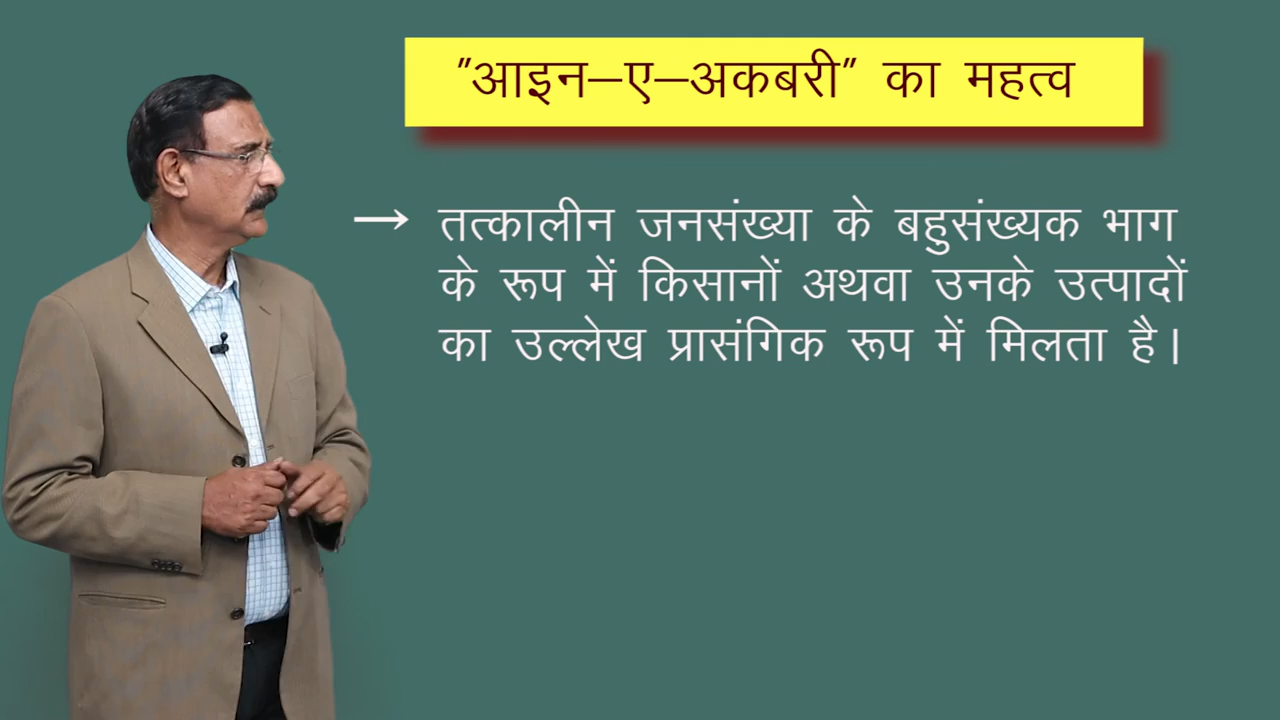 "आइन–ए–अकबरी" का महत्व
→ तत्कालीन जनसंख्या के बहुसंख्यक भाग
के रूप में किसानों अथवा उनके उत्पादों
का उल्लेख प्रासंगिक रूप में मिलता है।